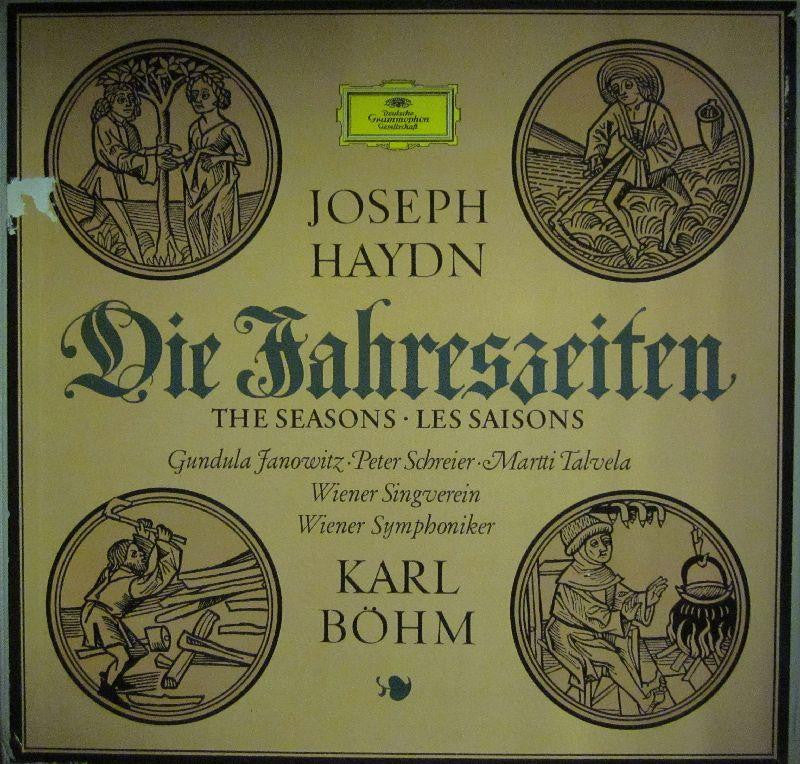 Deutsche
Grammophon
Gesellschaft
JOSEPH
HAYDN
Die Jahreszeiten
THE SEASONS · LES SAISONS
Gundula Janowitz · Peter Schreier · Martti Talvela
Wiener Singverein
Wiener Symphoniker
KARL
BÖHM